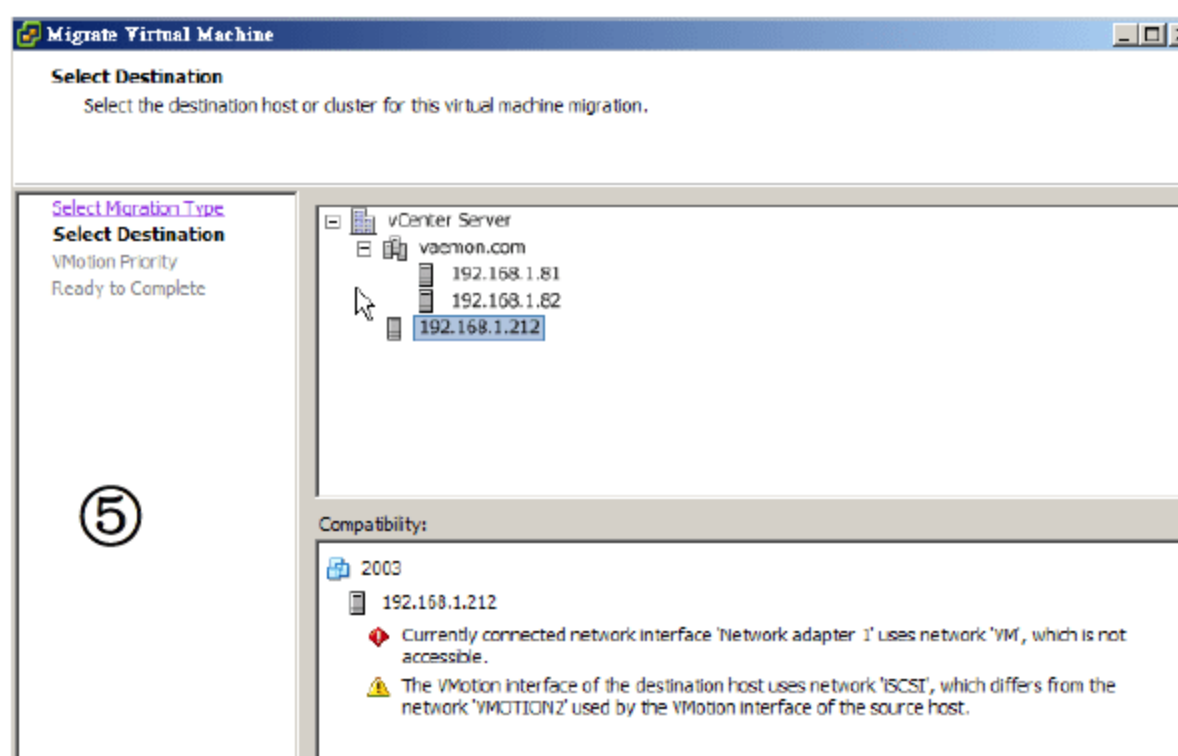 Migrate Virtual Machine
Select Destination
Select the destination host or cluster for this virtual machine migration.
Select Migration Type
Select Destination
VMotion Priority
Ready to Complete
⑤
vCenter Server
vaemon.com
192.168.1.81
192.168.1.82
192.168.1.212
Compatibility:
2003
192.168.1.212
Currently connected network interface 'Network adapter 1' uses network 'VM', which is not
accessible.
The VMotion interface of the destination host uses network 'iSCSI', which differs from the
network 'VMOTION2' used by the VMotion interface of the source host.